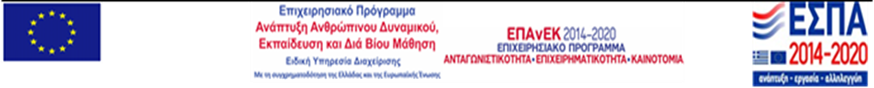 Επιχειρησιακό Πρόγραμμα
Ανάπτυξη Ανθρώπινου Δυναμικού,
Εκπαίδευση και Διά Βίου Μάθηση
Ειδική Υπηρεσία Διαχείρισης
Με τη συγχρηματοδότηση της Ελλάδας και της Ευρωπαϊκής Ένωσης
ΕΠΑνΕΚ 2014-2020
ΕΠΙΧΕΙΡΗΣΙΑΚΟ ΠΡΟΓΡΑΜΜΑ
ΑΝΤΑΓΩΝΙΣΤΙΚΟΤΗΤΑ•ΕΠΙΧΕΙΡΗΜΑΤΙΚΟΤΗΤΑ•ΚΑΙΝΟΤΟΜΙΑ
ΕΣΠΑ
2014-2020
ανάπτυξη - εργασία - αλληλεγγύη